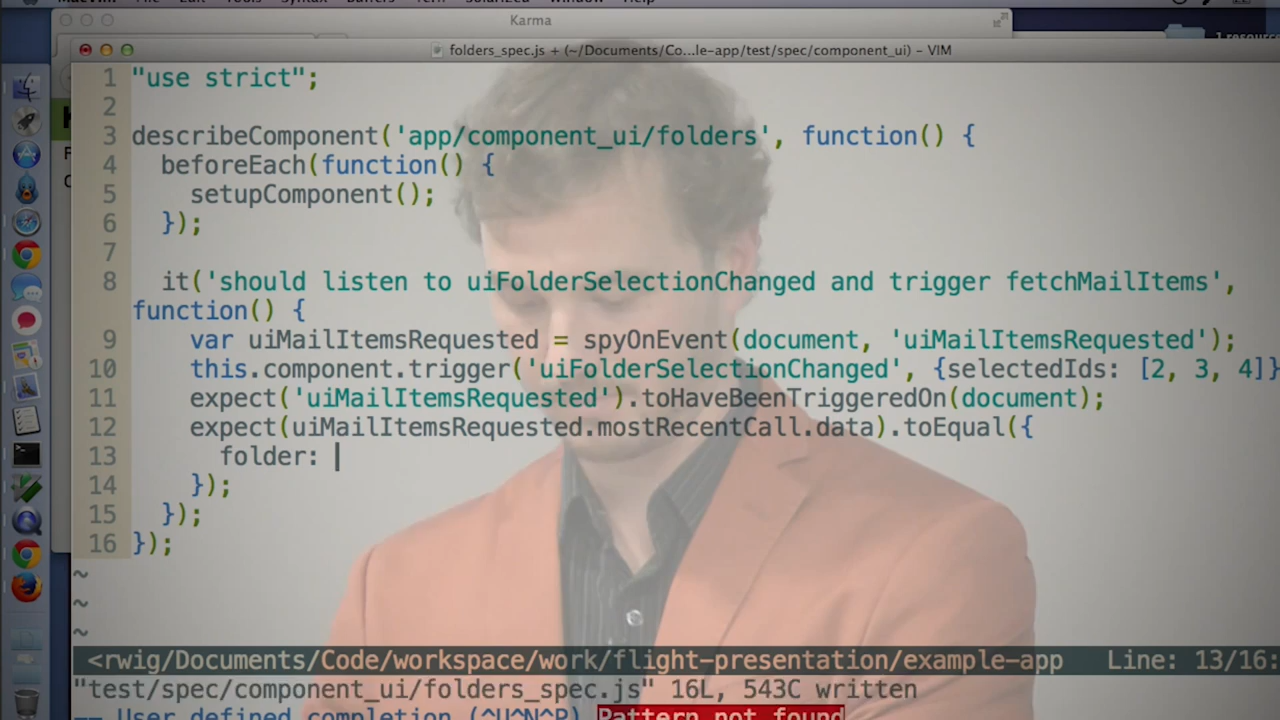 Karma
folders_spec.js + (~/Documents/Co...le-app/test/spec/component_ui) – VIM
1 "use strict";
2
3 describeComponent('app/component_ui/folders', function() {
4 beforeEach(function() {
5 setupComponent();
6 });
7
8 it('should listen to uiFolderSelectionChanged and trigger fetchMailItems',
function() {
9 var uiMailItemsRequested = spyOnEvent(document, 'uiMailItemsRequested');
10 this.component.trigger('uiFolderSelectionChanged', {selectedIds: [2, 3, 4]}
11 expect('uiMailItemsRequested').toHaveBeenTriggeredOn(document);
12 expect(uiMailItemsRequested.mostRecentCall.data).toEqual({
13 folder:
14 });
15 });
16 });
~
~
~
<rwig/Documents/Code/workspace/work/flight-presentation/example-app Line: 13/16:
"test/spec/component_ui/folders_spec.js" 16L, 543C written
-- User defined completion (^U^N^P) Pattern not found